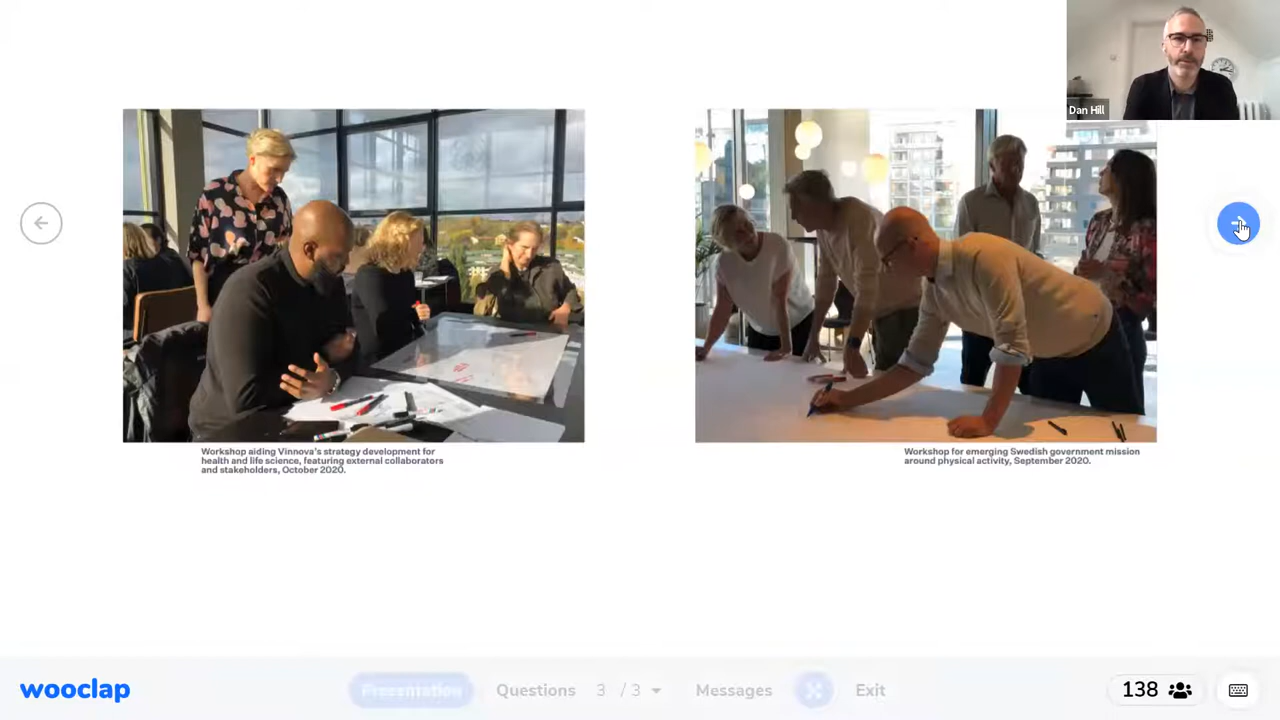 Dan Hill
Workshop aiding Vinnova's strategy development for
health and life science, featuring external collaborators
and stakeholders, October 2020.
Workshop for emerging Swedish government mission
around physical activity, September 2020.
wooclap
Presentation
Questions
3 / 3
Messages
Exit
138